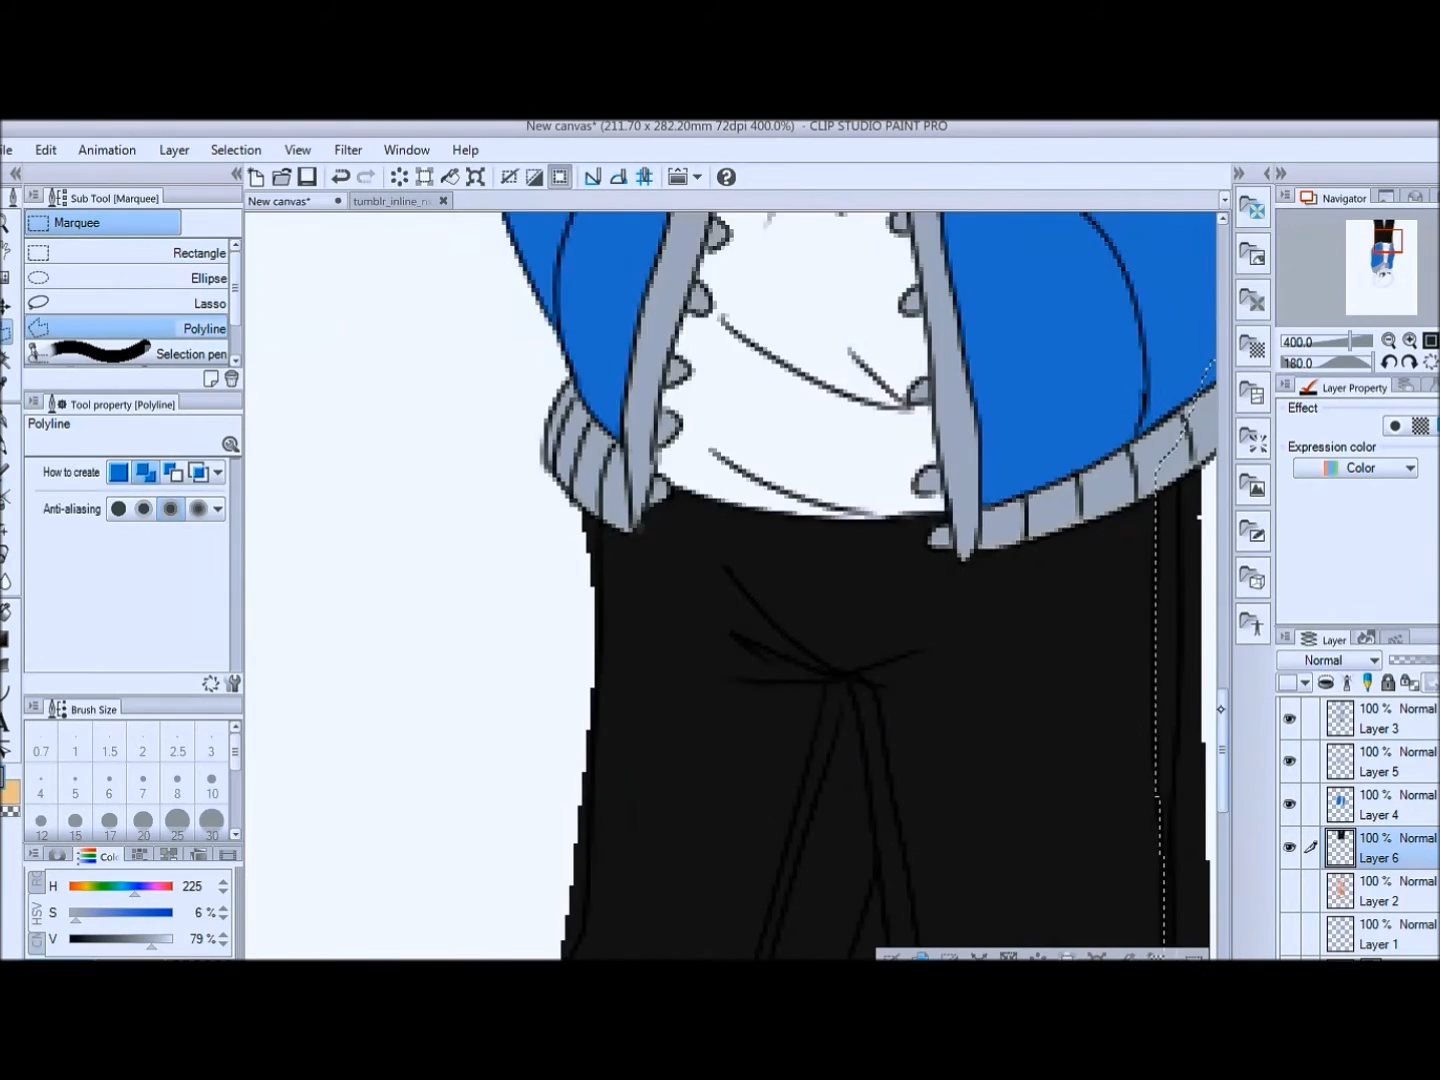 New canvas* (211.70 x 282.20mm 72dpi 400.0%) - CLIP STUDIO PAINT PRO
Edit Animation Layer Selection View Filter Window Help
Sub Tool [Marquee]
New canvas*
tumblr_inline_n
Marquee
Rectangle
Ellipse
Lasso
Polyline
Selection pen
Tool property [Polyline]
Polyline
How to create
Anti-aliasing
Brush Size
0.7 1 1.5 2 2.5 3
4 5 6 7 8 10
12 15 17 20 25 30
HSV
H 225
S 6 %
V 79 %
Navigator
400.0
180.0
Layer Property
Effect
Expression color
Color
Layer
Normal
100 % Normal
Layer 3
100 % Normal
Layer 5
100 % Normal
Layer 4
100 % Normal
Layer 6
100 % Normal
Layer 2
100 % Normal
Layer 1